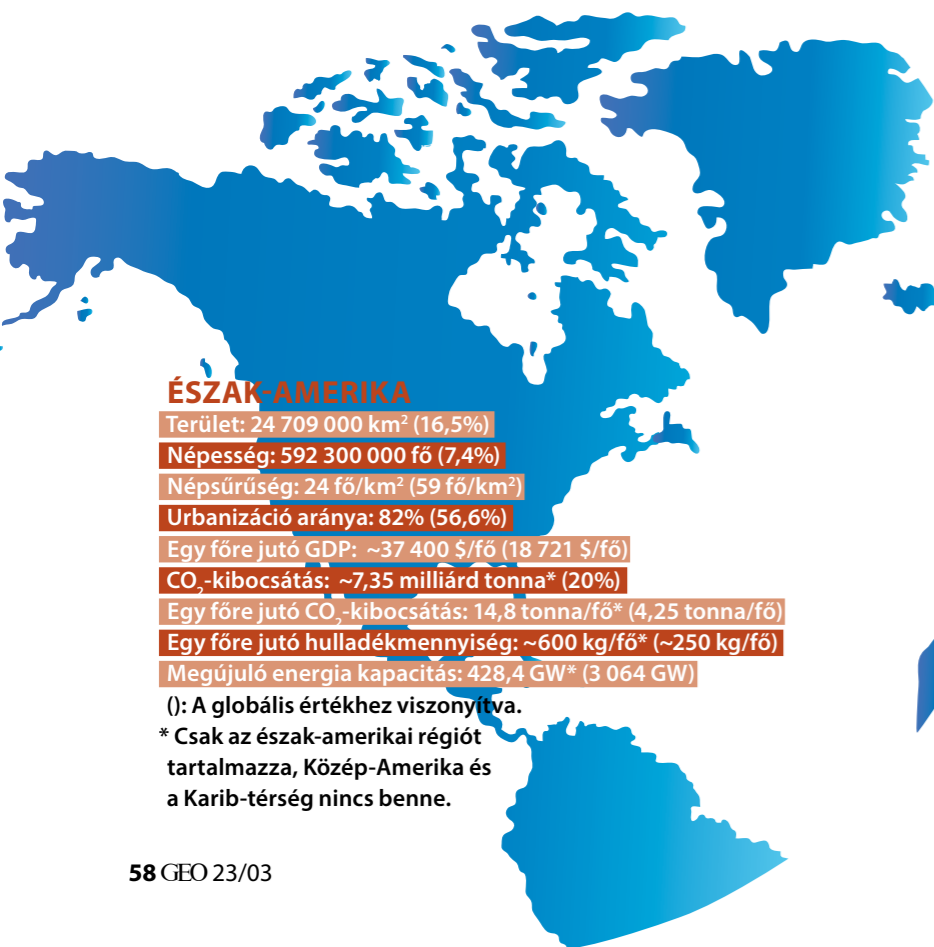 ÉSZAK-AMERIKA
Terület: 24 709 000 km² (16,5%)
Népesség: 592 300 000 fő (7,4%)
Népsűrűség: 24 fő/km² (59 fő/km²)
Urbanizáció aránya: 82% (56,6%)
Egy főre jutó GDP: ~37 400 $/fő (18 721 $/fő)
CO₂-kibocsátás: ~7,35 milliárd tonna* (20%)
Egy főre jutó CO₂-kibocsátás: 14,8 tonna/fő* (4,25 tonna/fő)
Egy főre jutó hulladékmennyiség: ~600 kg/fő* (~250 kg/fő)
Megújuló energia kapacitás: 428,4 GW* (3 064 GW)
(): A globális értékhez viszonyítva.
* Csak az észak-amerikai régiót
tartalmazza, Közép-Amerika és
a Karib-térség nincs benne.
58 GEO 23/03